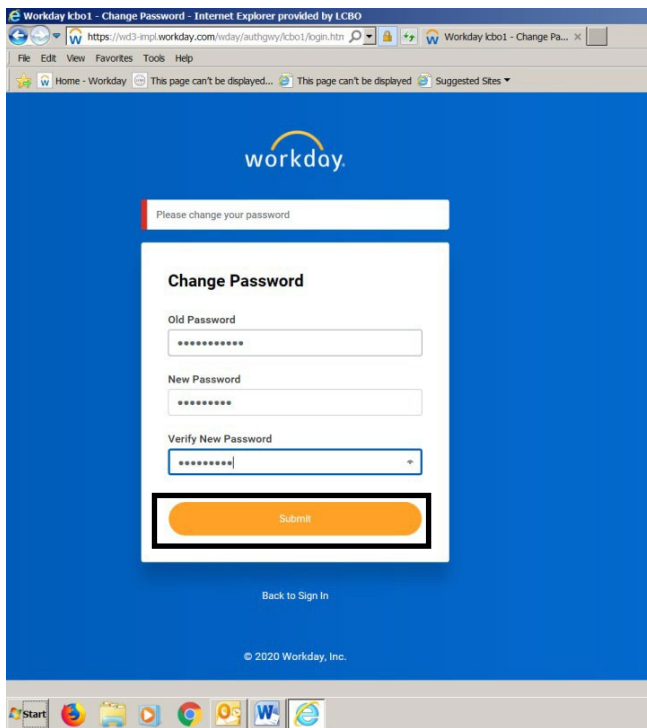 Workday lcbo1 - Change Password - Internet Explorer provided by LCBO
https://wd3-impl.workday.com/wday/authgwy/lcbo1/login.htn
Workday lcbo1 - Change Pa...
File Edit View Favorites Tools Help
Home - Workday This page can't be displayed... This page can't be displayed Suggested Sites
workday.
Please change your password
Change Password
Old Password
•••••••••••
New Password
•••••••••
Verify New Password
•••••••••
Submit
Back to Sign In
© 2020 Workday, Inc.
Start